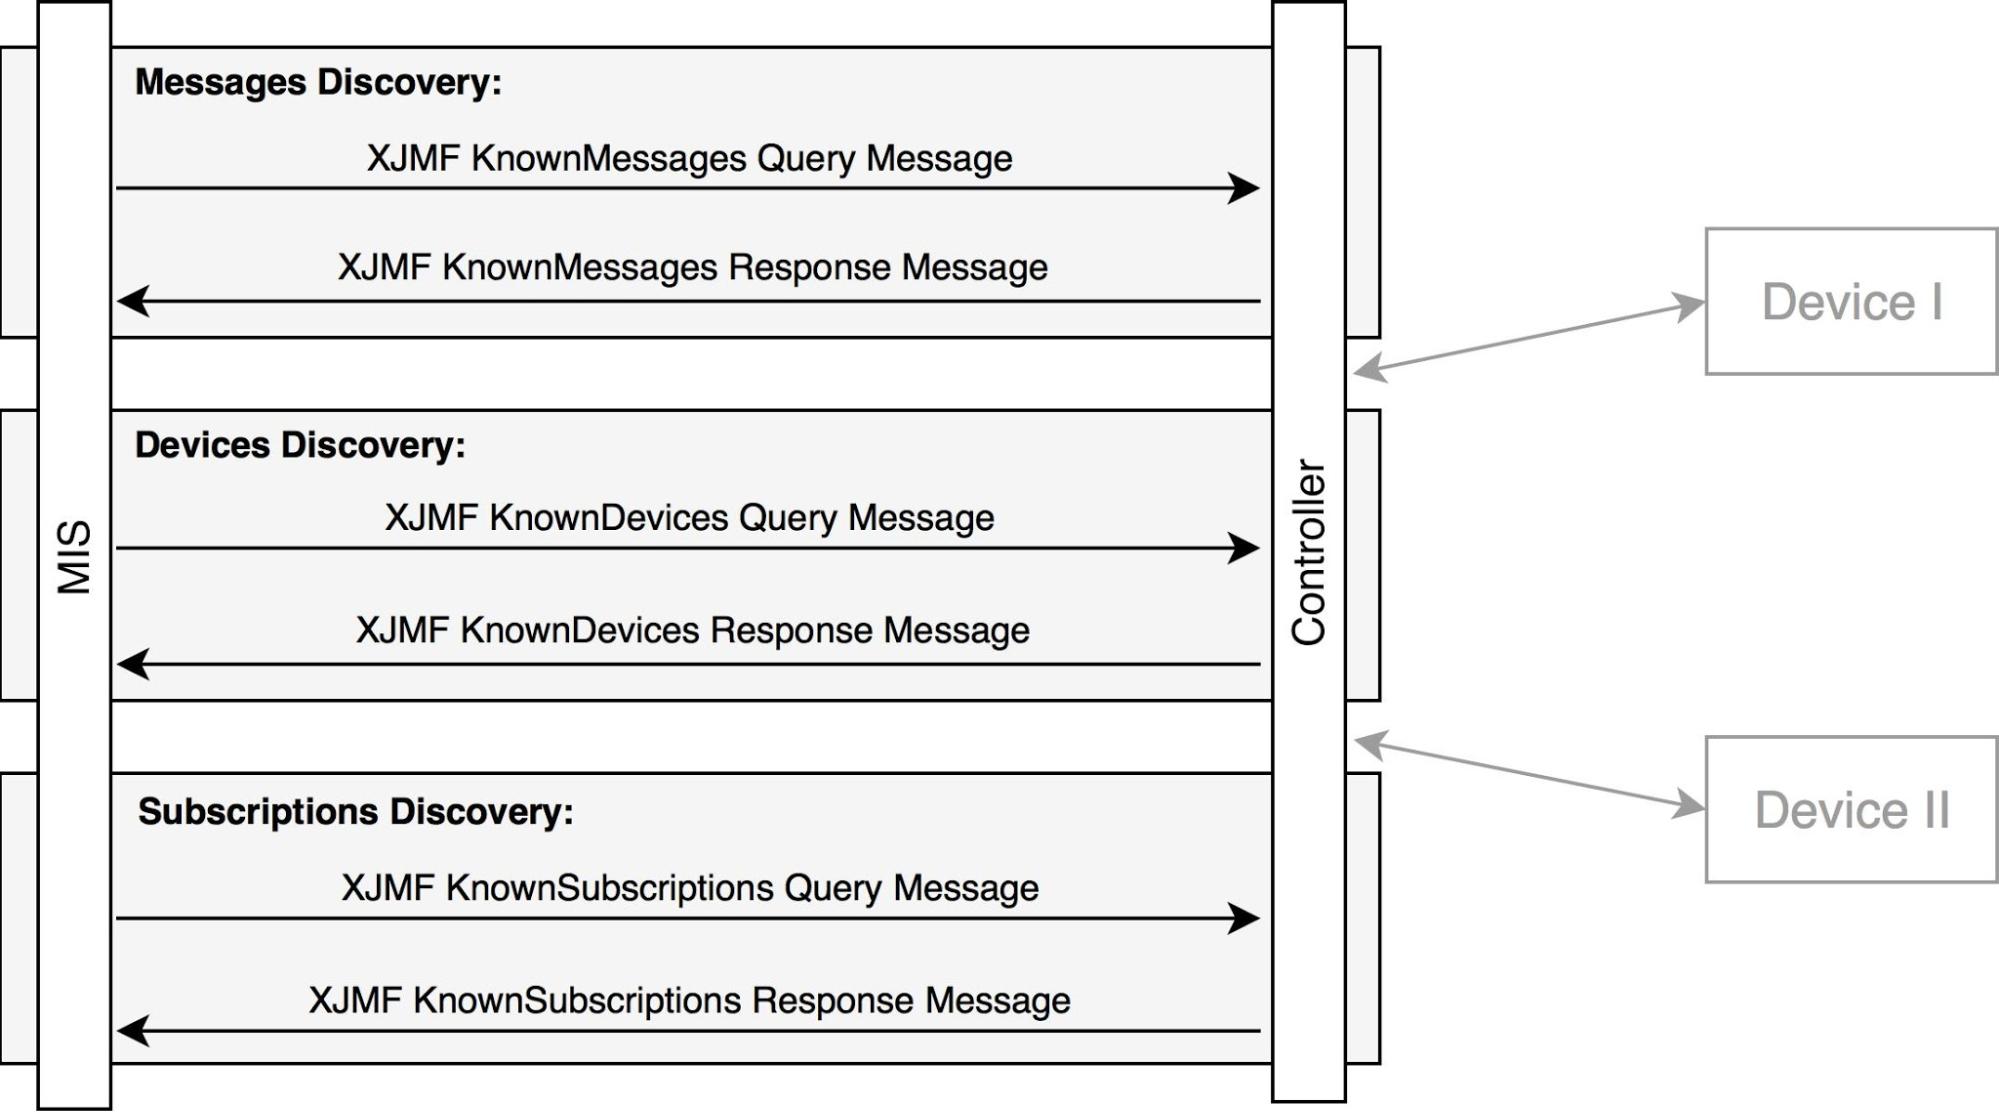 Messages Discovery:
XJMF KnownMessages Query Message
XJMF KnownMessages Response Message
Device I
Devices Discovery:
XJMF KnownDevices Query Message
MIS
Controller
XJMF KnownDevices Response Message
Subscriptions Discovery:
Device II
XJMF KnownSubscriptions Query Message
XJMF KnownSubscriptions Response Message